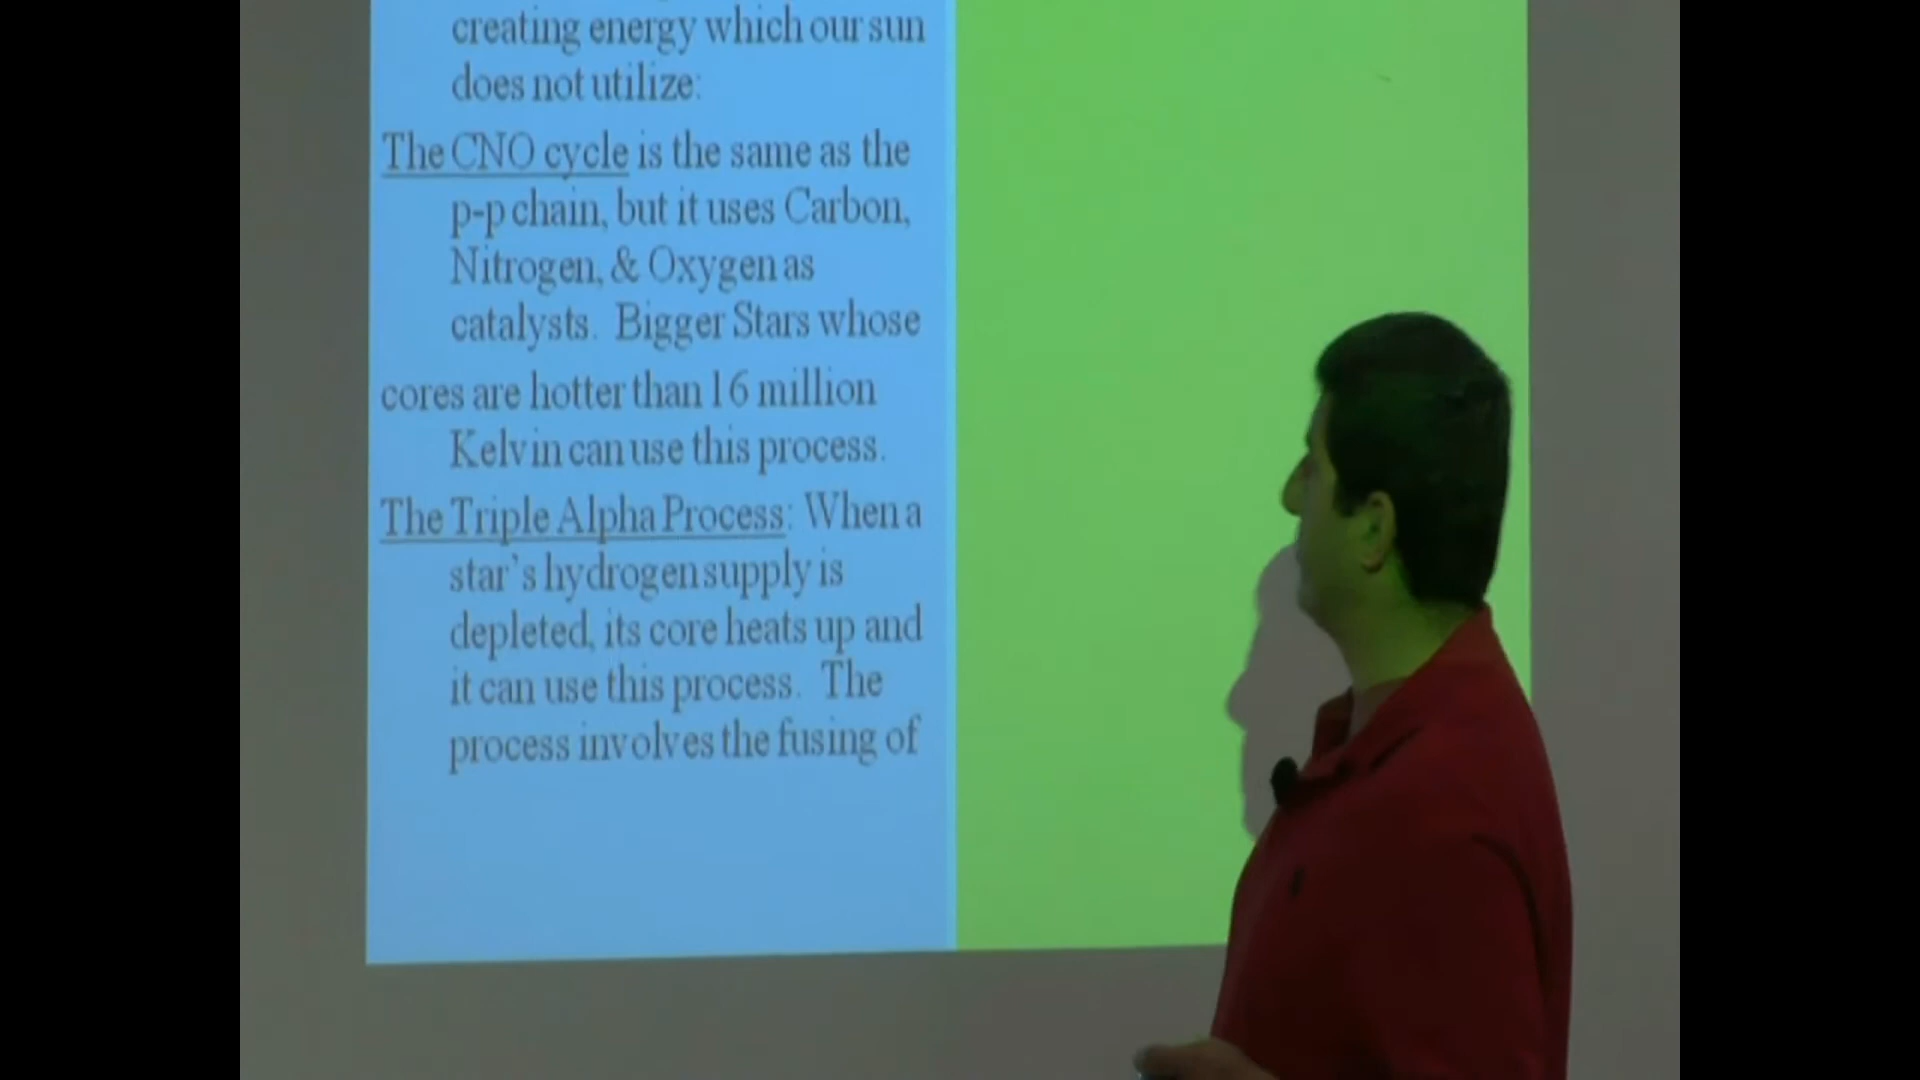 creating energy which our sun
does not utilize:
The CNO cycle is the same as the
p-p chain, but it uses Carbon,
Nitrogen, & Oxygen as
catalysts. Bigger Stars whose
cores are hotter than 16 million
Kelvin can use this process.
The Triple Alpha Process: When a
star's hydrogen supply is
depleted, its core heats up and
it can use this process. The
process involves the fusing of